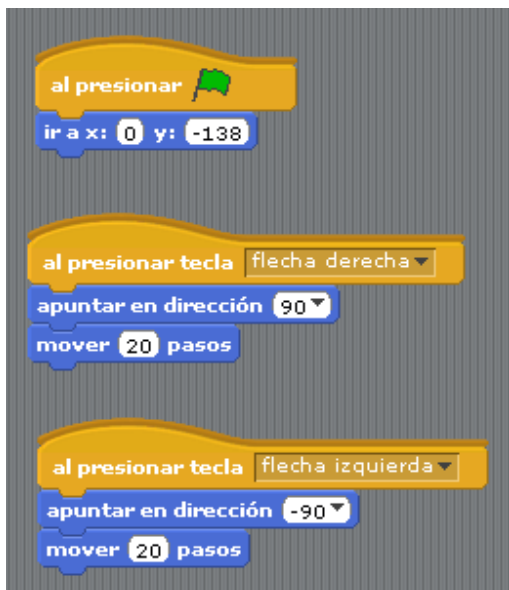 al presionar
ir a x: 0 y: -138
al presionar tecla flecha derecha
apuntar en dirección 90
mover 20 pasos
al presionar tecla flecha izquierda
apuntar en dirección -90
mover 20 pasos